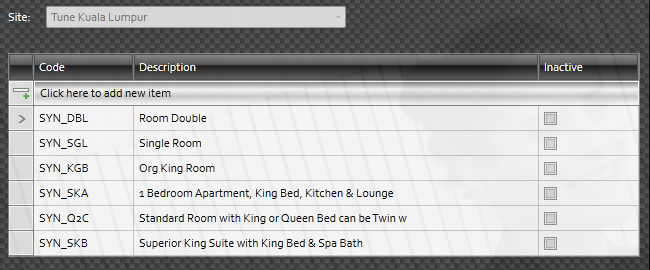 Site: Tune Kuala Lumpur
Code Description Inactive
Click here to add new item
SYN_DBL Room Double
SYN_SGL Single Room
SYN_KGB Org King Room
SYN_SKA 1 Bedroom Apartment, King Bed, Kitchen & Lounge
SYN_Q2C Standard Room with King or Queen Bed can be Twin w
SYN_SKB Superior King Suite with King Bed & Spa Bath